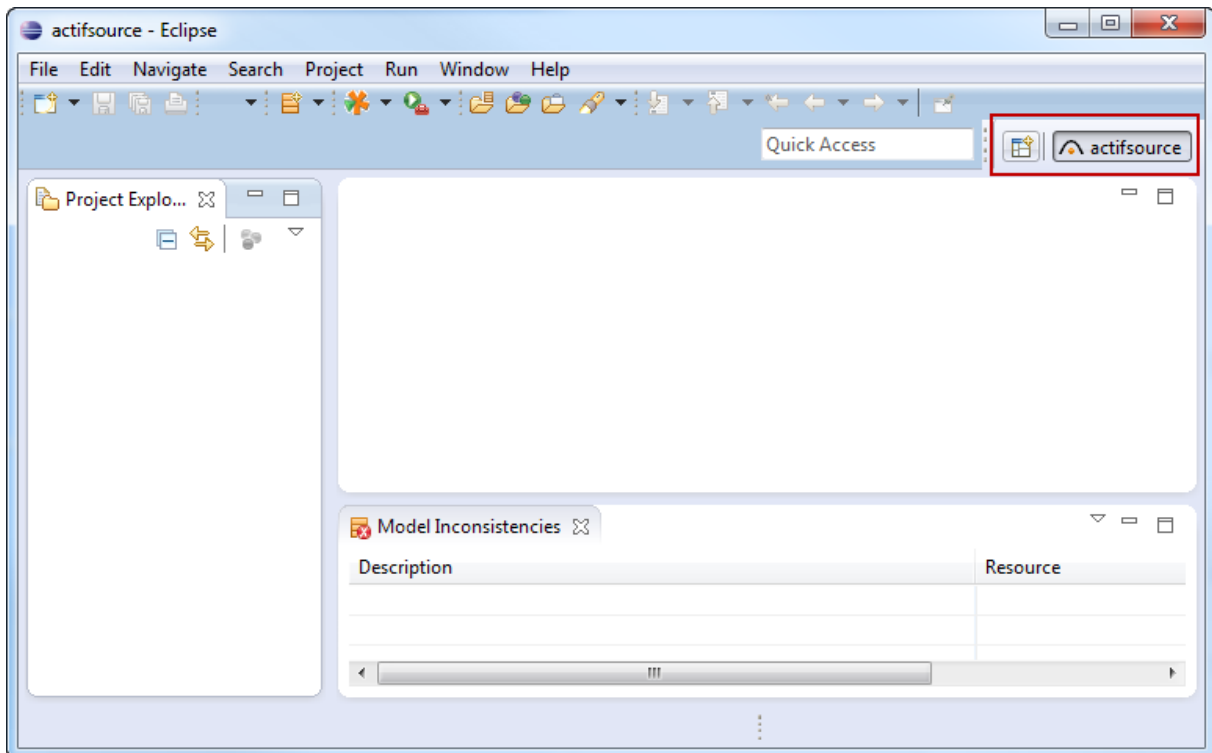 actifsource - Eclipse
File Edit Navigate Search Project Run Window Help
Quick Access
actifsource
Project Explo...
Model Inconsistencies
Description Resource